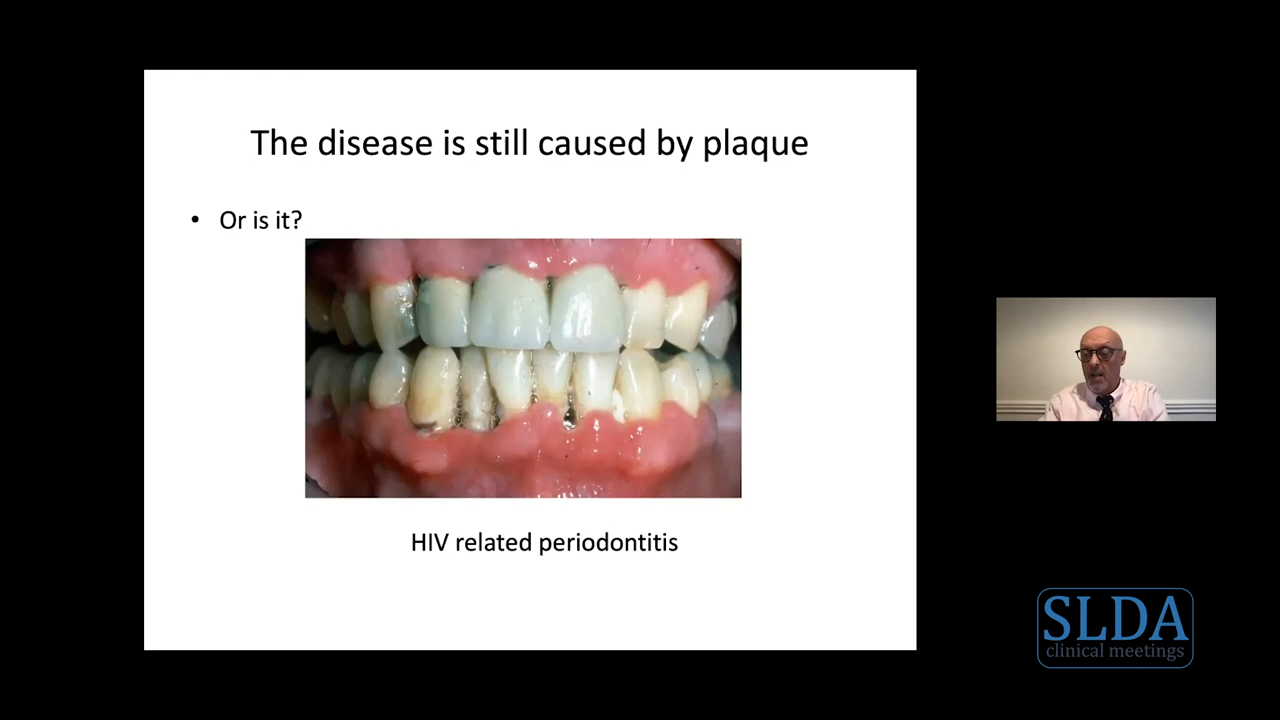 The disease is still caused by plaque
• Or is it?
HIV related periodontitis
SLDA
clinical meetings